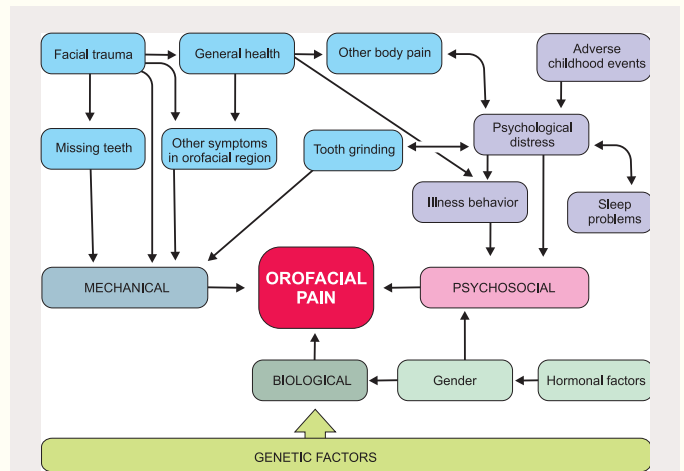 Facial trauma
General health
Other body pain
Adverse
childhood events
Missing teeth
Other symptoms
in orofacial region
Tooth grinding
Psychological
distress
Illness behavior
Sleep
problems
MECHANICAL
OROFACIAL
PAIN
PSYCHOSOCIAL
BIOLOGICAL
Gender
Hormonal factors
GENETIC FACTORS